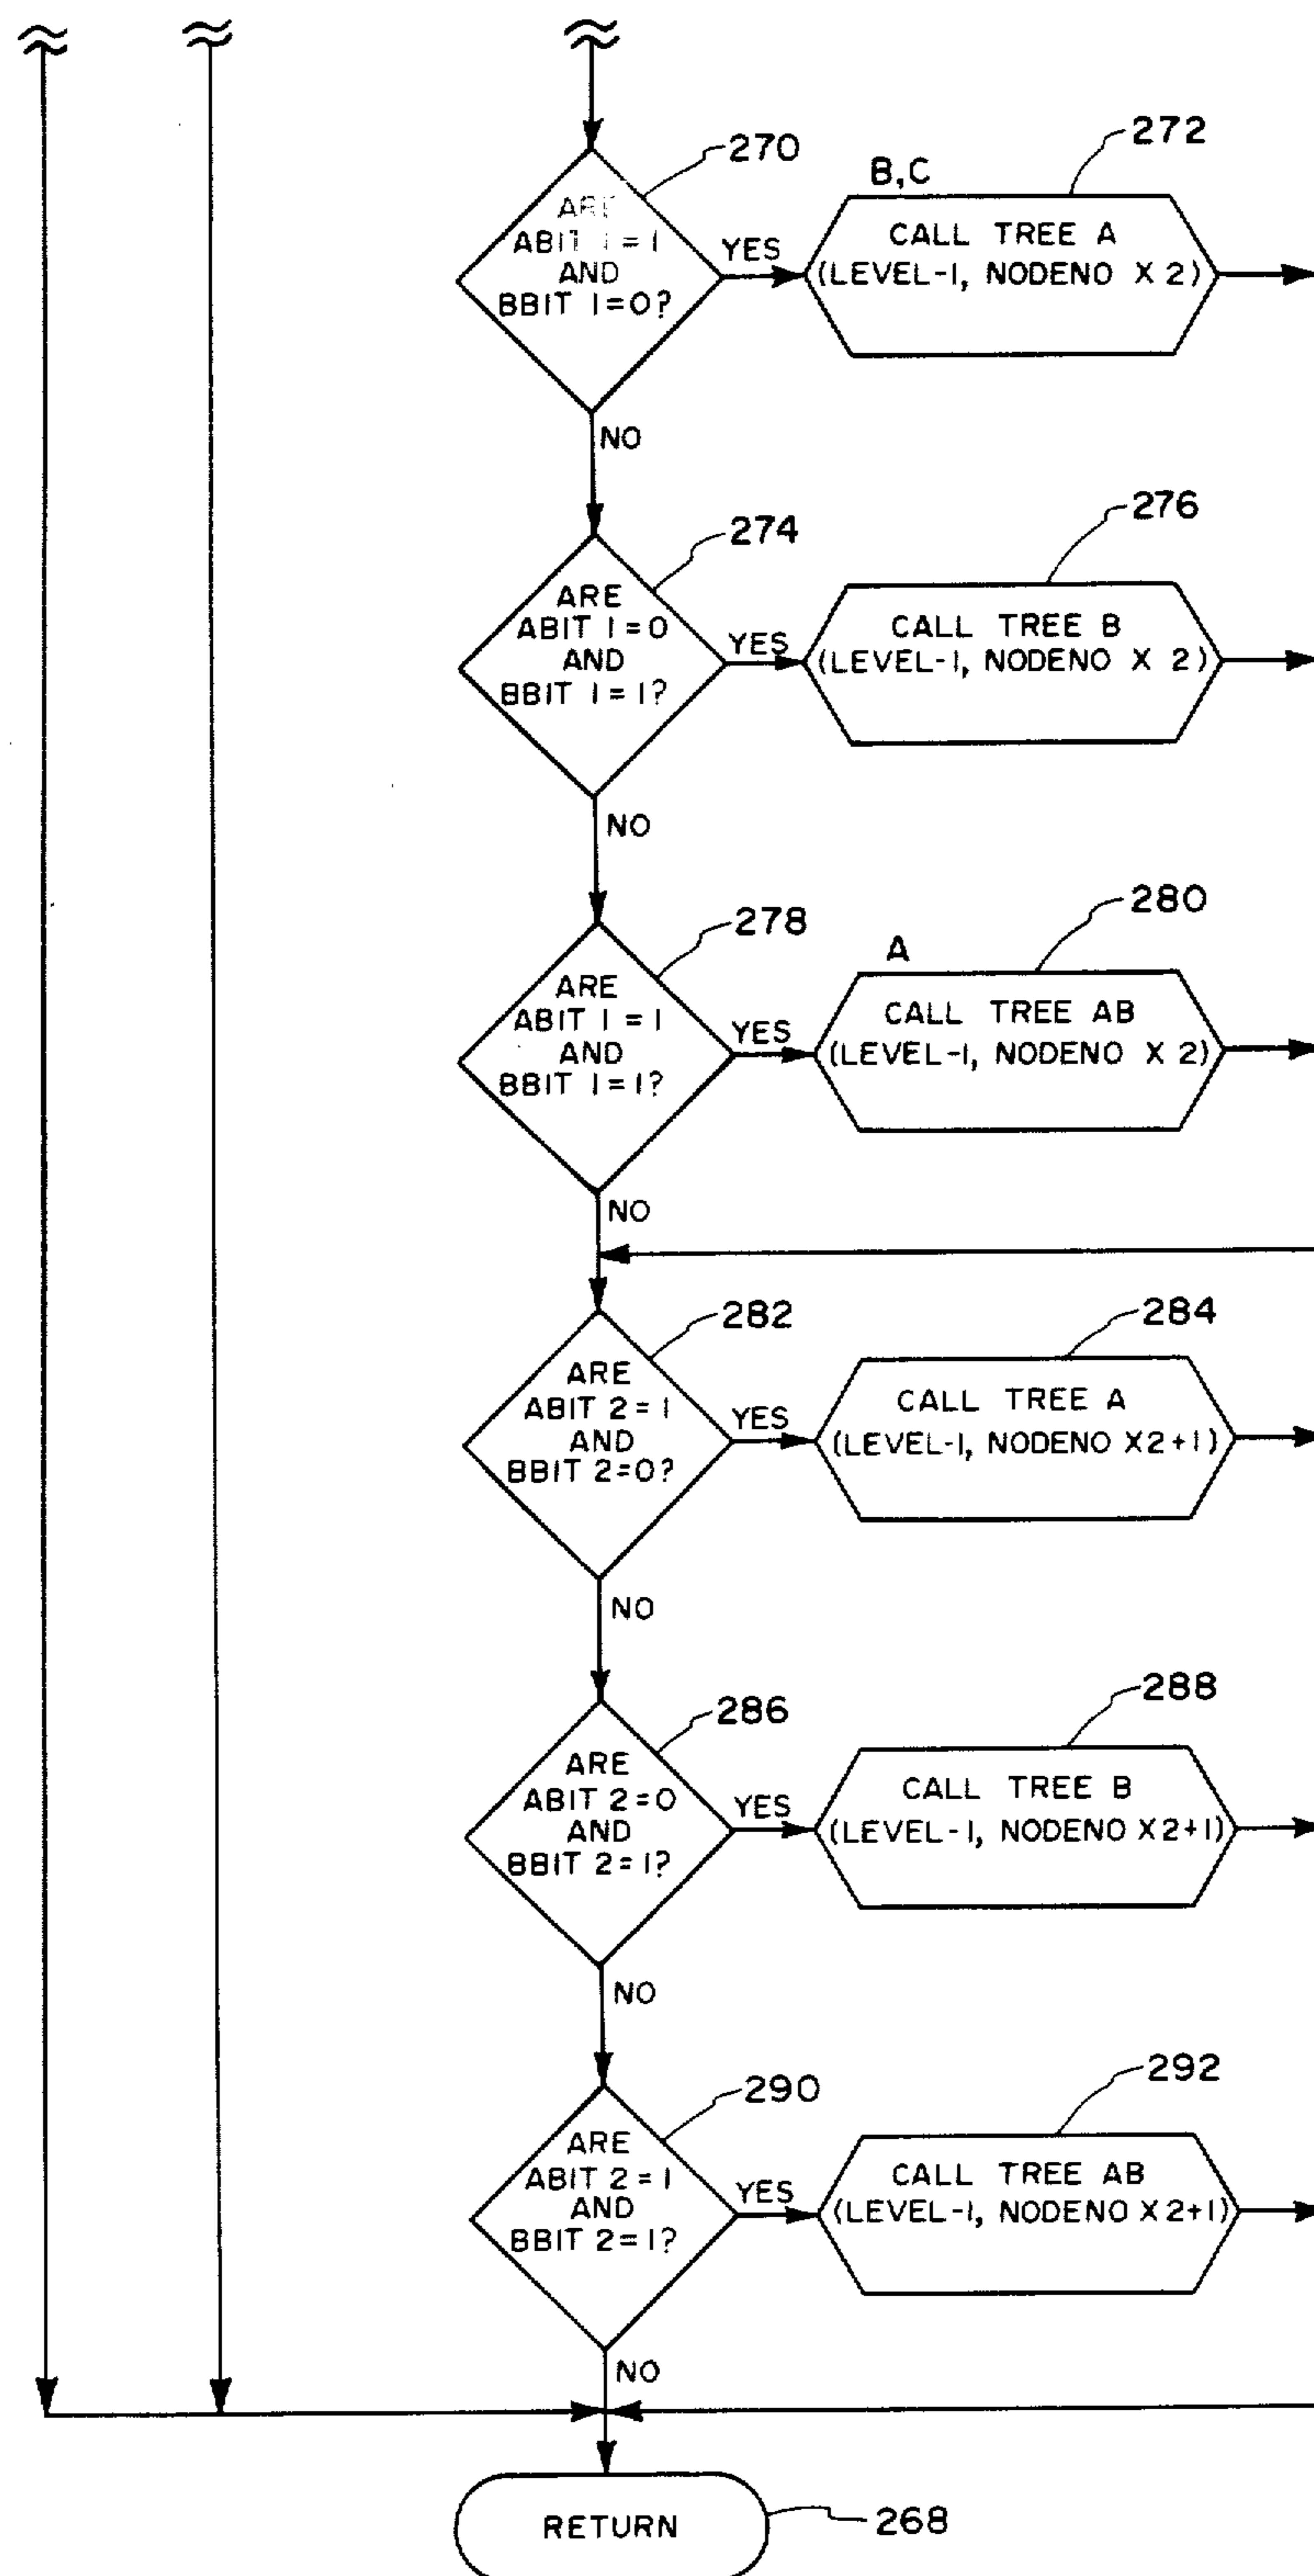 270
ARE
ABIT 1 = 1
AND
BBIT 1=0?
YES
272
B,C
CALL TREE A
(LEVEL-1, NODENO X 2)
NO
274
ARE
ABIT 1=0
AND
BBIT 1=1?
YES
276
CALL TREE B
(LEVEL-1, NODENO X 2)
NO
278
ARE
ABIT 1 = 1
AND
BBIT 1=1?
YES
280
A
CALL TREE AB
(LEVEL-1, NODENO X 2)
NO
282
ARE
ABIT 2=1
AND
BBIT 2=0?
YES
284
CALL TREE A
(LEVEL-1, NODENO X2+1)
NO
286
ARE
ABIT 2=0
AND
BBIT 2=1?
YES
288
CALL TREE B
(LEVEL-1, NODENO X2+1)
NO
290
ARE
ABIT 2=1
AND
BBIT 2=1?
YES
292
CALL TREE AB
(LEVEL-1, NODENO X2+1)
NO
RETURN
268